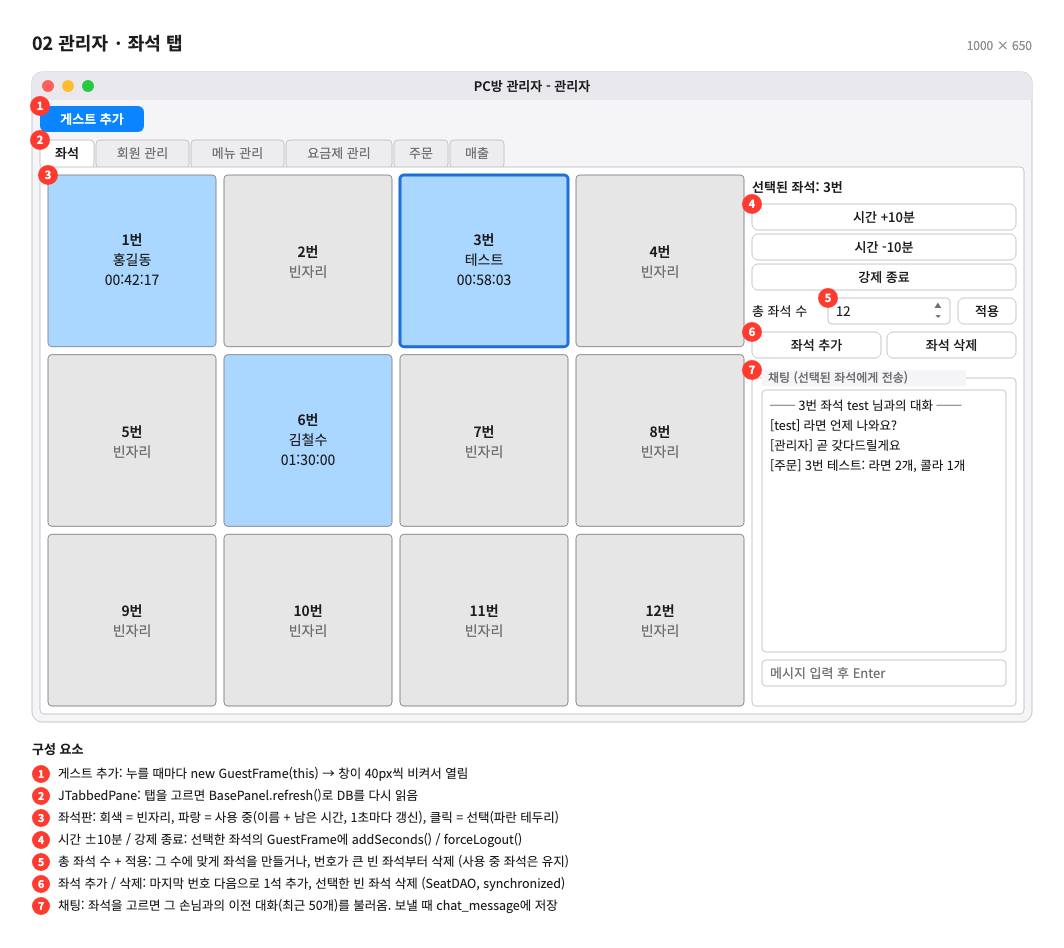 02 관리자 · 좌석 탭
1000 × 650
PC방 관리자 - 관리자
1
게스트 추가
2
좌석 회원 관리 메뉴 관리 요금제 관리 주문 매출
3
1번
홍길동
00:42:17
2번
빈자리
3번
테스트
00:58:03
4번
빈자리
5번
빈자리
6번
김철수
01:30:00
7번
빈자리
8번
빈자리
9번
빈자리
10번
빈자리
11번
빈자리
12번
빈자리
선택된 좌석: 3번
4
시간 +10분
시간 -10분
강제 종료
5
총 좌석 수 12 적용
6
좌석 추가 좌석 삭제
7
채팅 (선택된 좌석에게 전송)
─── 3번 좌석 test 님과의 대화 ───
[test] 라면 언제 나와요?
[관리자] 곧 갖다드릴게요
[주문] 3번 테스트: 라면 2개, 콜라 1개
메시지 입력 후 Enter
구성 요소
1 게스트 추가: 누를 때마다 new GuestFrame(this) → 창이 40px씩 비켜서 열림
2 JTabbedPane: 탭을 고르면 BasePanel.refresh()로 DB를 다시 읽음
3 좌석판: 회색 = 빈자리, 파랑 = 사용 중(이름 + 남은 시간, 1초마다 갱신), 클릭 = 선택(파란 테두리)
4 시간 ±10분 / 강제 종료: 선택한 좌석의 GuestFrame에 addSeconds() / forceLogout()
5 총 좌석 수 + 적용: 그 수에 맞게 좌석을 만들거나, 번호가 큰 빈 좌석부터 삭제 (사용 중 좌석은 유지)
6 좌석 추가 / 삭제: 마지막 번호 다음으로 1석 추가, 선택한 빈 좌석 삭제 (SeatDAO, synchronized)
7 채팅: 좌석을 고르면 그 손님과의 이전 대화(최근 50개)를 불러옴. 보낼 때 chat_message에 저장